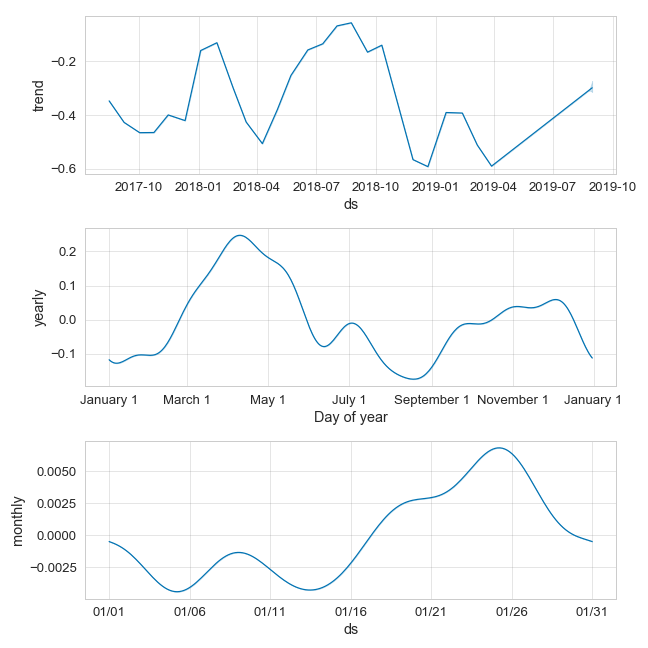 trend
−0.2
−0.4
−0.6
2017-10 2018-01 2018-04 2018-07 2018-10 2019-01 2019-04 2019-07 2019-10
ds
yearly
0.2
0.1
0.0
−0.1
January 1 March 1 May 1 July 1 September 1 November 1 January 1
Day of year
monthly
0.0050
0.0025
0.0000
−0.0025
01/01 01/06 01/11 01/16 01/21 01/26 01/31
ds